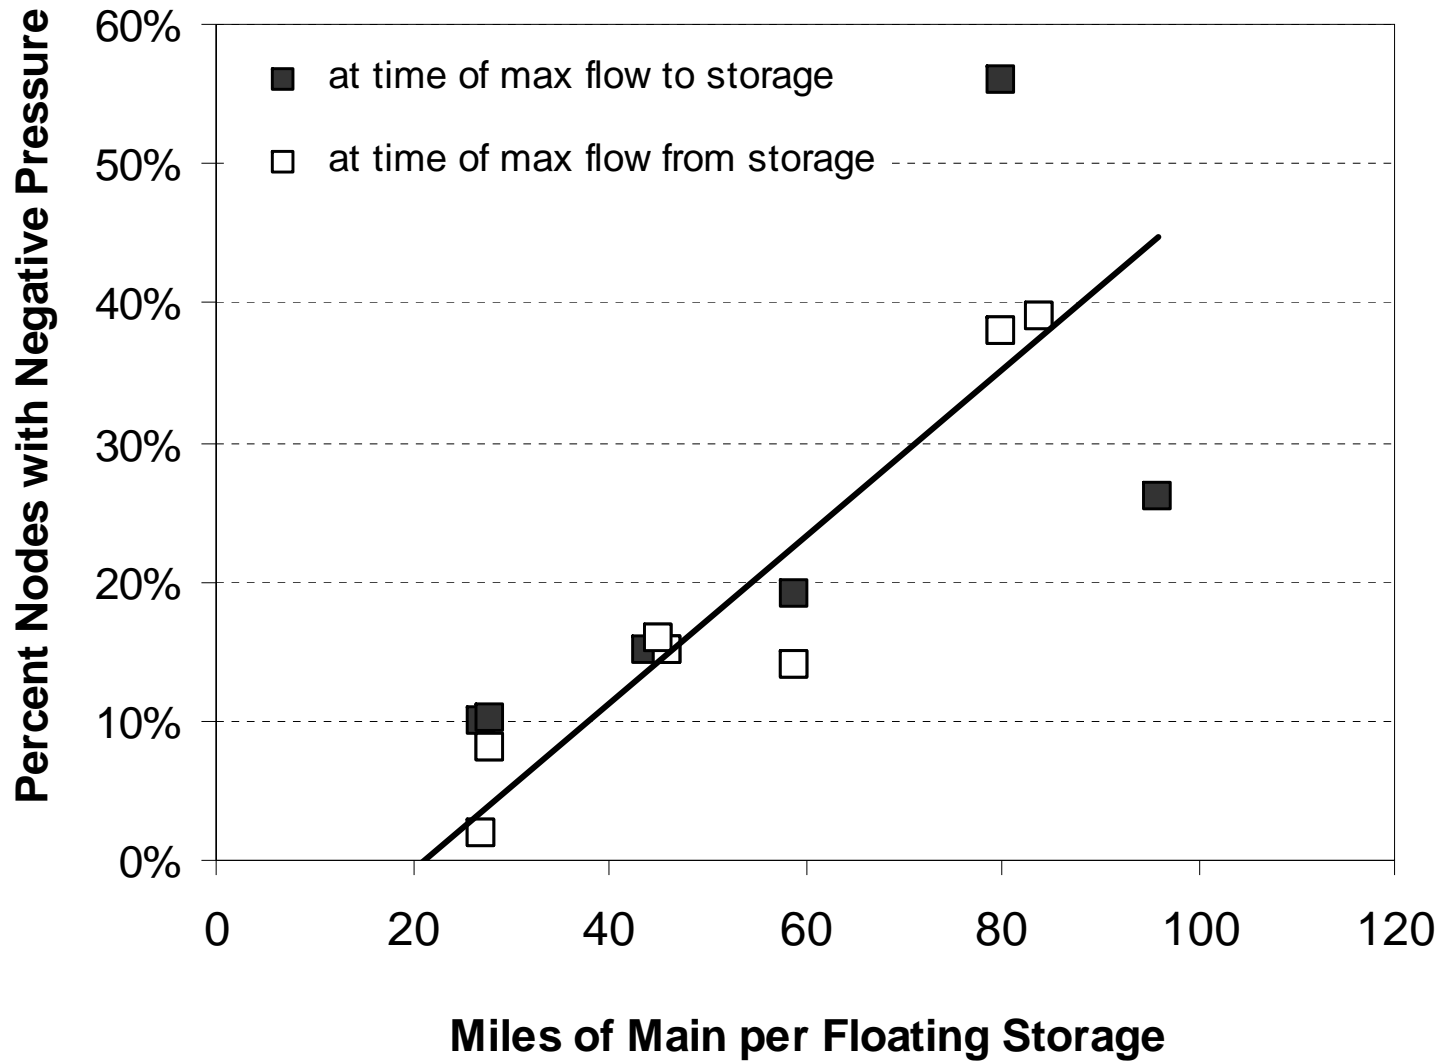 Percent Nodes with Negative Pressure
60%
50%
40%
30%
20%
10%
0%
at time of max flow to storage
at time of max flow from storage
0 20 40 60 80 100 120
Miles of Main per Floating Storage